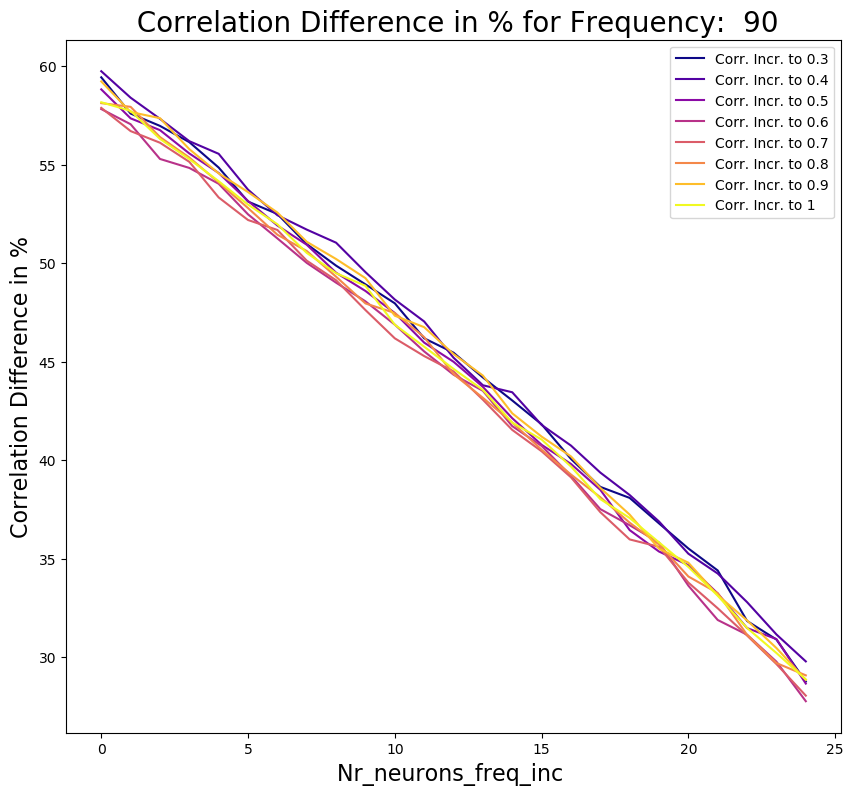 Correlation Difference in % for Frequency:  90
Corr. Incr. to 0.3
Corr. Incr. to 0.4
Corr. Incr. to 0.5
Corr. Incr. to 0.6
Corr. Incr. to 0.7
Corr. Incr. to 0.8
Corr. Incr. to 0.9
Corr. Incr. to 1
Correlation Difference in %
60
55
50
45
40
35
30
0 5 10 15 20 25
Nr_neurons_freq_inc